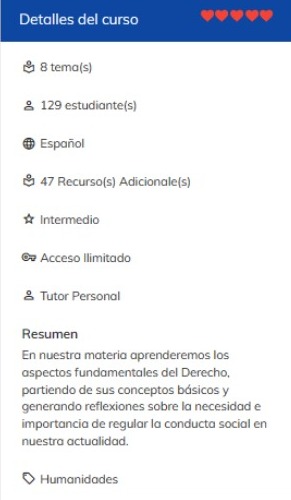 Detalles del curso
8 tema(s)
129 estudiante(s)
Español
47 Recurso(s) Adicionale(s)
Intermedio
Acceso Ilimitado
Tutor Personal
Resumen
En nuestra materia aprenderemos los
aspectos fundamentales del Derecho,
partiendo de sus conceptos básicos y
generando reflexiones sobre la necesidad e
importancia de regular la conducta social en
nuestra actualidad.
Humanidades